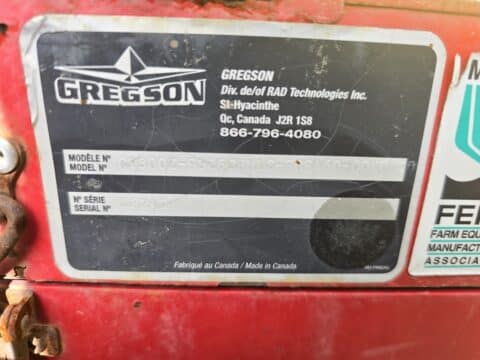 GREGSON
GREGSON
Div. de/of RAD Technologies Inc.
St-Hyacinthe
Qc, Canada J2R 1S8
866-796-4080
MODÈLE N°
MODEL N°
N° SÉRIE
SERIAL N°
Fabriqué au Canada / Made in Canada
FARM EQU
MANUFACT
ASSOCIA